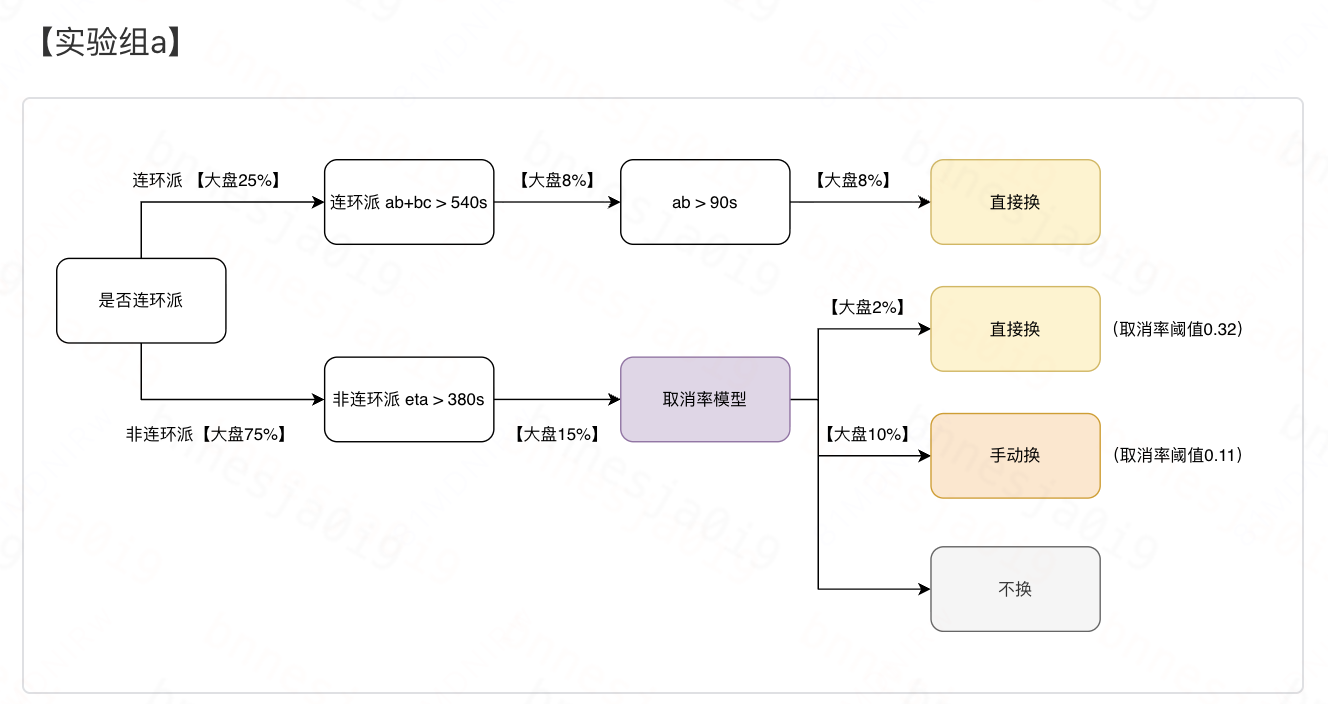 【实验组a】
连环派 【大盘25%】
连环派 ab+bc > 540s
【大盘8%】
ab > 90s
【大盘8%】
直接换
是否连环派
【大盘2%】
直接换
（取消率阈值0.32）
非连环派 eta > 380s
取消率模型
非连环派【大盘75%】
【大盘15%】
【大盘10%】
手动换
（取消率阈值0.11）
不换